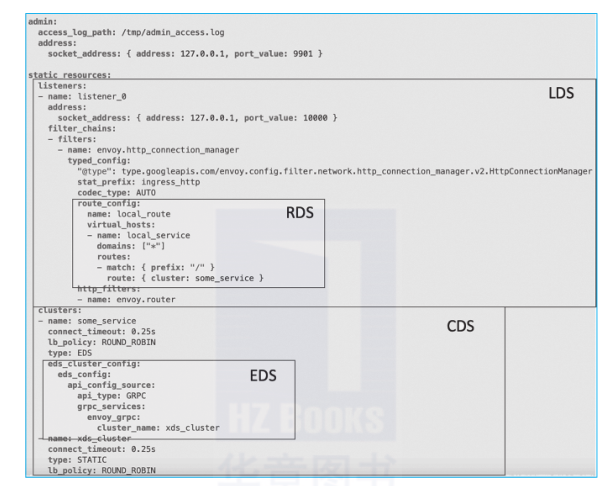 admin:
  access_log_path: /tmp/admin_access.log
  address:
    socket_address: { address: 127.0.0.1, port_value: 9901 }
static_resources:
  listeners:
LDS
  - name: listener_0
    address:
      socket_address: { address: 127.0.0.1, port_value: 10000 }
    filter_chains:
    - filters:
      - name: envoy.http_connection_manager
        typed_config:
          "@type": type.googleapis.com/envoy.config.filter.network.http_connection_manager.v2.HttpConnectionManager
          stat_prefix: ingress_http
          codec_type: AUTO
          route_config:
RDS
            name: local_route
            virtual_hosts:
            - name: local_service
              domains: ["*"]
              routes:
              - match: { prefix: "/" }
                route: { cluster: some_service }
          http_filters:
          - name: envoy.router
  clusters:
CDS
  - name: some_service
    connect_timeout: 0.25s
    lb_policy: ROUND_ROBIN
    type: EDS
    eds_cluster_config:
EDS
      eds_config:
        api_config_source:
          api_type: GRPC
          grpc_services:
            envoy_grpc:
              cluster_name: xds_cluster
  - name: xds_cluster
    connect_timeout: 0.25s
    type: STATIC
    lb_policy: ROUND_ROBIN
HZ BOOKS
华章图书